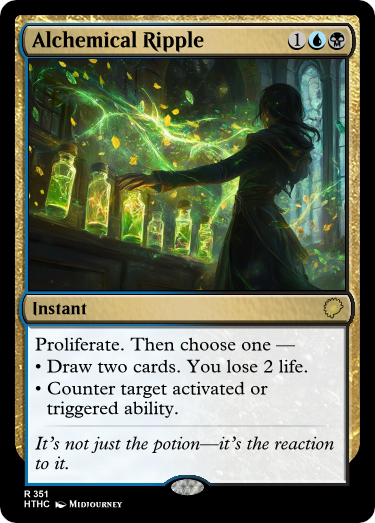 Alchemical Ripple 1
Instant
Proliferate. Then choose one —
• Draw two cards. You lose 2 life.
• Counter target activated or
triggered ability.
It's not just the potion—it's the reaction
to it.
R 351
HTHC Midjourney